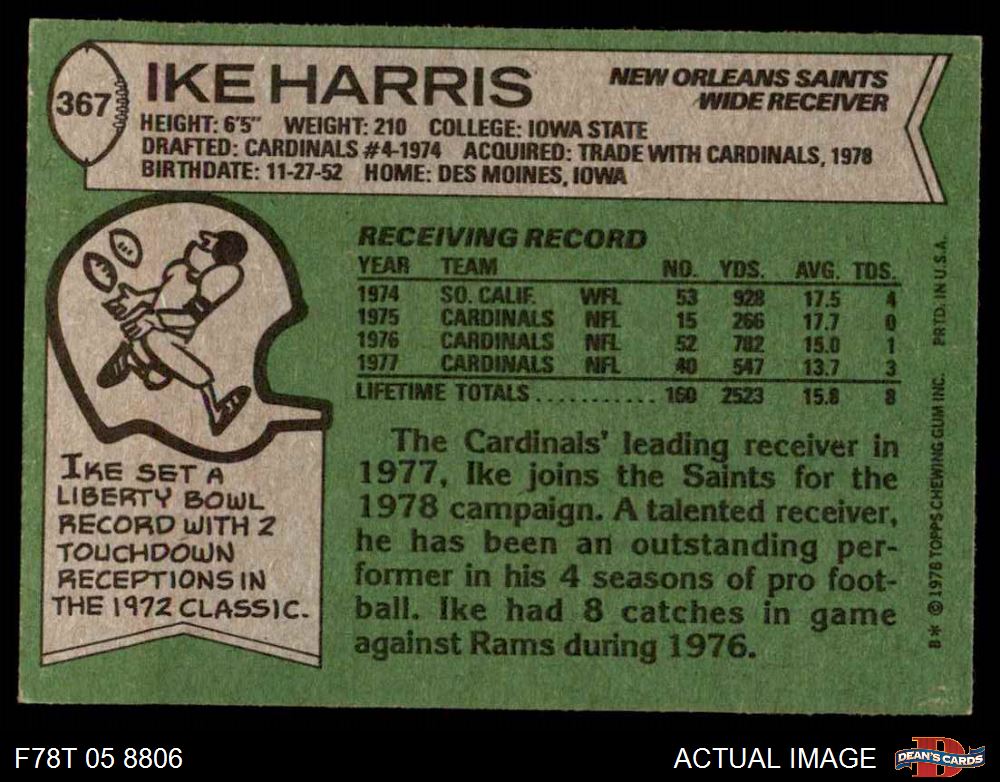 367
IKE HARRIS
NEW ORLEANS SAINTS
WIDE RECEIVER
HEIGHT: 6'5" WEIGHT: 210 COLLEGE: IOWA STATE
DRAFTED: CARDINALS #4-1974 ACQUIRED: TRADE WITH CARDINALS, 1978
BIRTHDATE: 11-27-52 HOME: DES MOINES, IOWA
RECEIVING RECORD
YEAR TEAM NO. YDS. AVG. TDS.
1974 SO. CALIF. WFL 53 928 17.5 4
1975 CARDINALS NFL 15 266 17.7 0
1976 CARDINALS NFL 52 782 15.0 1
1977 CARDINALS NFL 40 547 13.7 3
LIFETIME TOTALS............ 160 2523 15.8 8
The Cardinals' leading receiver in
1977, Ike joins the Saints for the
1978 campaign. A talented receiver,
he has been an outstanding per-
former in his 4 seasons of pro foot-
ball. Ike had 8 catches in game
against Rams during 1976.
IKE SET A
LIBERTY BOWL
RECORD WITH 2
TOUCHDOWN
RECEPTIONS IN
THE 1972 CLASSIC.
B* © 1978 TOPS CHEWING GUM INC. PRTD. IN U.S.A.
F78T 05 8806
ACTUAL IMAGE
D
DEAN'S CARDS